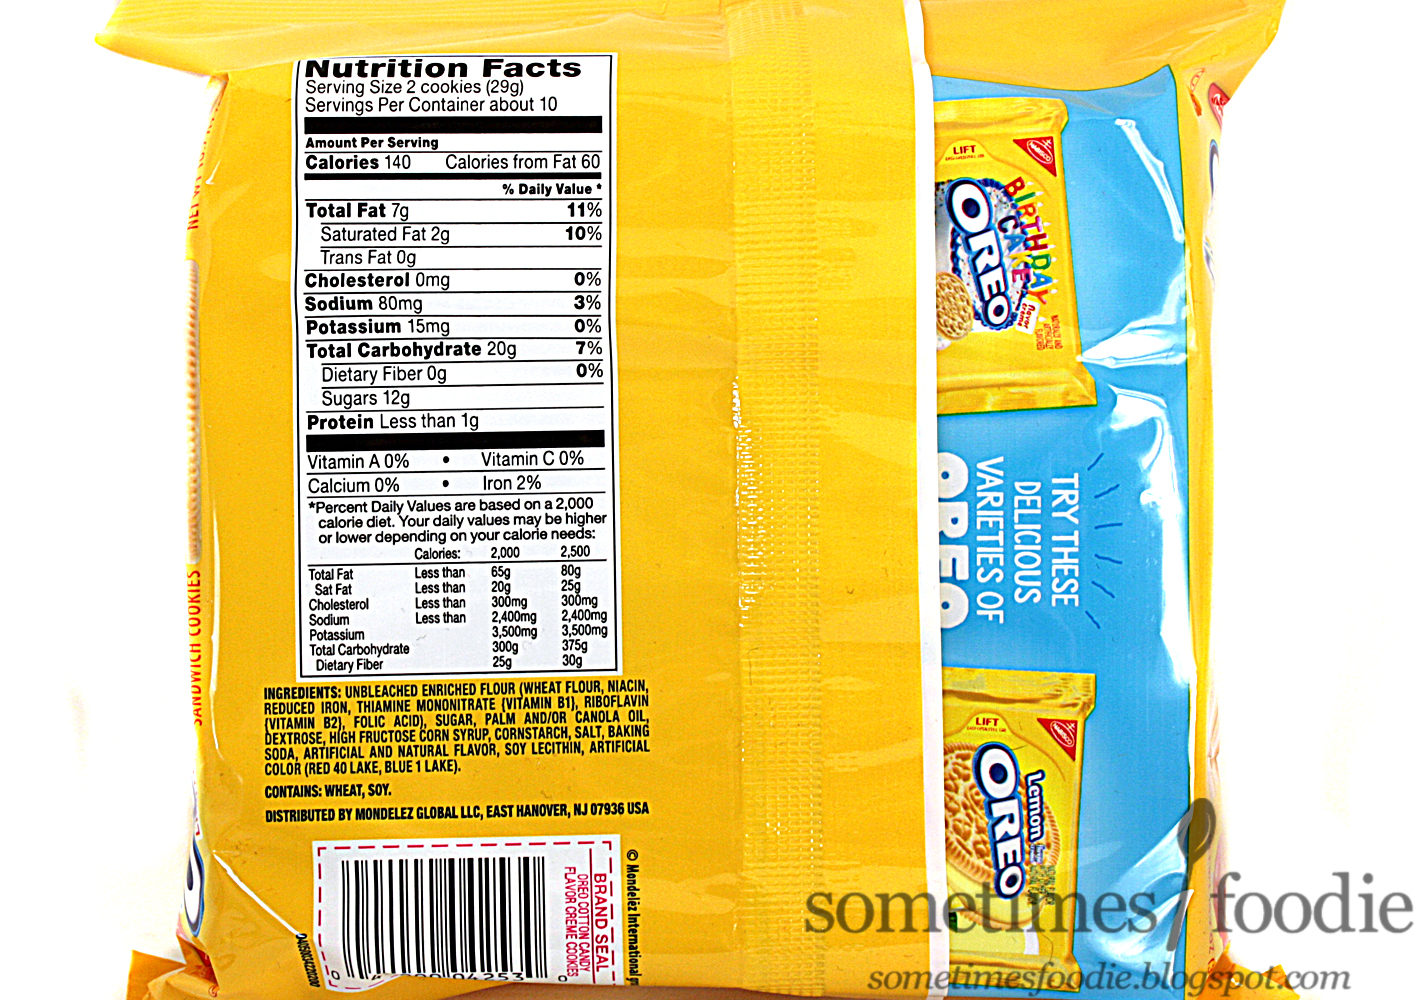 Nutrition Facts
Serving Size 2 cookies (29g)
Servings Per Container about 10
Amount Per Serving
Calories 140 Calories from Fat 60
% Daily Value *
Total Fat 7g 11%
Saturated Fat 2g 10%
Trans Fat 0g
Cholesterol 0mg 0%
Sodium 80mg 3%
Potassium 15mg 0%
Total Carbohydrate 20g 7%
Dietary Fiber 0g 0%
Sugars 12g
Protein Less than 1g
Vitamin A 0% • Vitamin C 0%
Calcium 0% • Iron 2%
*Percent Daily Values are based on a 2,000
calorie diet. Your daily values may be higher
or lower depending on your calorie needs:
Calories: 2,000 2,500
Total Fat Less than 65g 80g
Sat Fat Less than 20g 25g
Cholesterol Less than 300mg 300mg
Sodium Less than 2,400mg 2,400mg
Potassium 3,500mg 3,500mg
Total Carbohydrate 300g 375g
Dietary Fiber 25g 30g
INGREDIENTS: UNBLEACHED ENRICHED FLOUR (WHEAT FLOUR, NIACIN,
REDUCED IRON, THIAMINE MONONITRATE {VITAMIN B1}, RIBOFLAVIN
{VITAMIN B2}, FOLIC ACID), SUGAR, PALM AND/OR CANOLA OIL,
DEXTROSE, HIGH FRUCTOSE CORN SYRUP, CORNSTARCH, SALT, BAKING
SODA, ARTIFICIAL AND NATURAL FLAVOR, SOY LECITHIN, ARTIFICIAL
COLOR (RED 40 LAKE, BLUE 1 LAKE).
CONTAINS: WHEAT, SOY.
DISTRIBUTED BY MONDELEZ GLOBAL LLC, EAST HANOVER, NJ 07936 USA
© Mondelez International
BRAND SEAL
OREO COTTON CANDY
FLAVOR CREME COOKIES
04253
SANDWICH COOKIES
NET WT
LIFT
NABISCO
BIRTHDAY
CAKE
OREO
flavor
creme
TRY THESE
DELICIOUS
VARIETIES OF
OREO
LIFT
NABISCO
Lemon
OREO
sometimes foodie
sometimesfoodie.blogspot.com